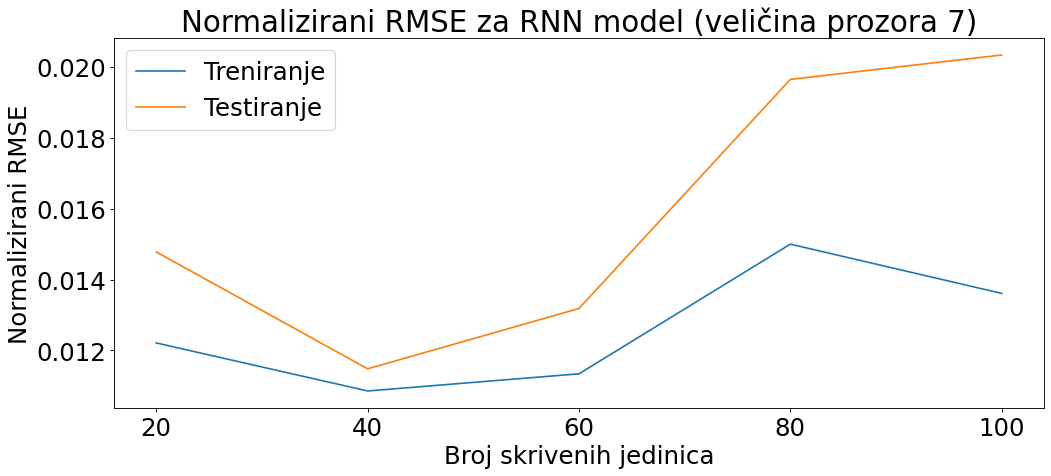 Normalizirani RMSE za RNN model (veličina prozora 7)
Treniranje
Testiranje
Normalizirani RMSE
0.020
0.018
0.016
0.014
0.012
20 40 60 80 100
Broj skrivenih jedinica